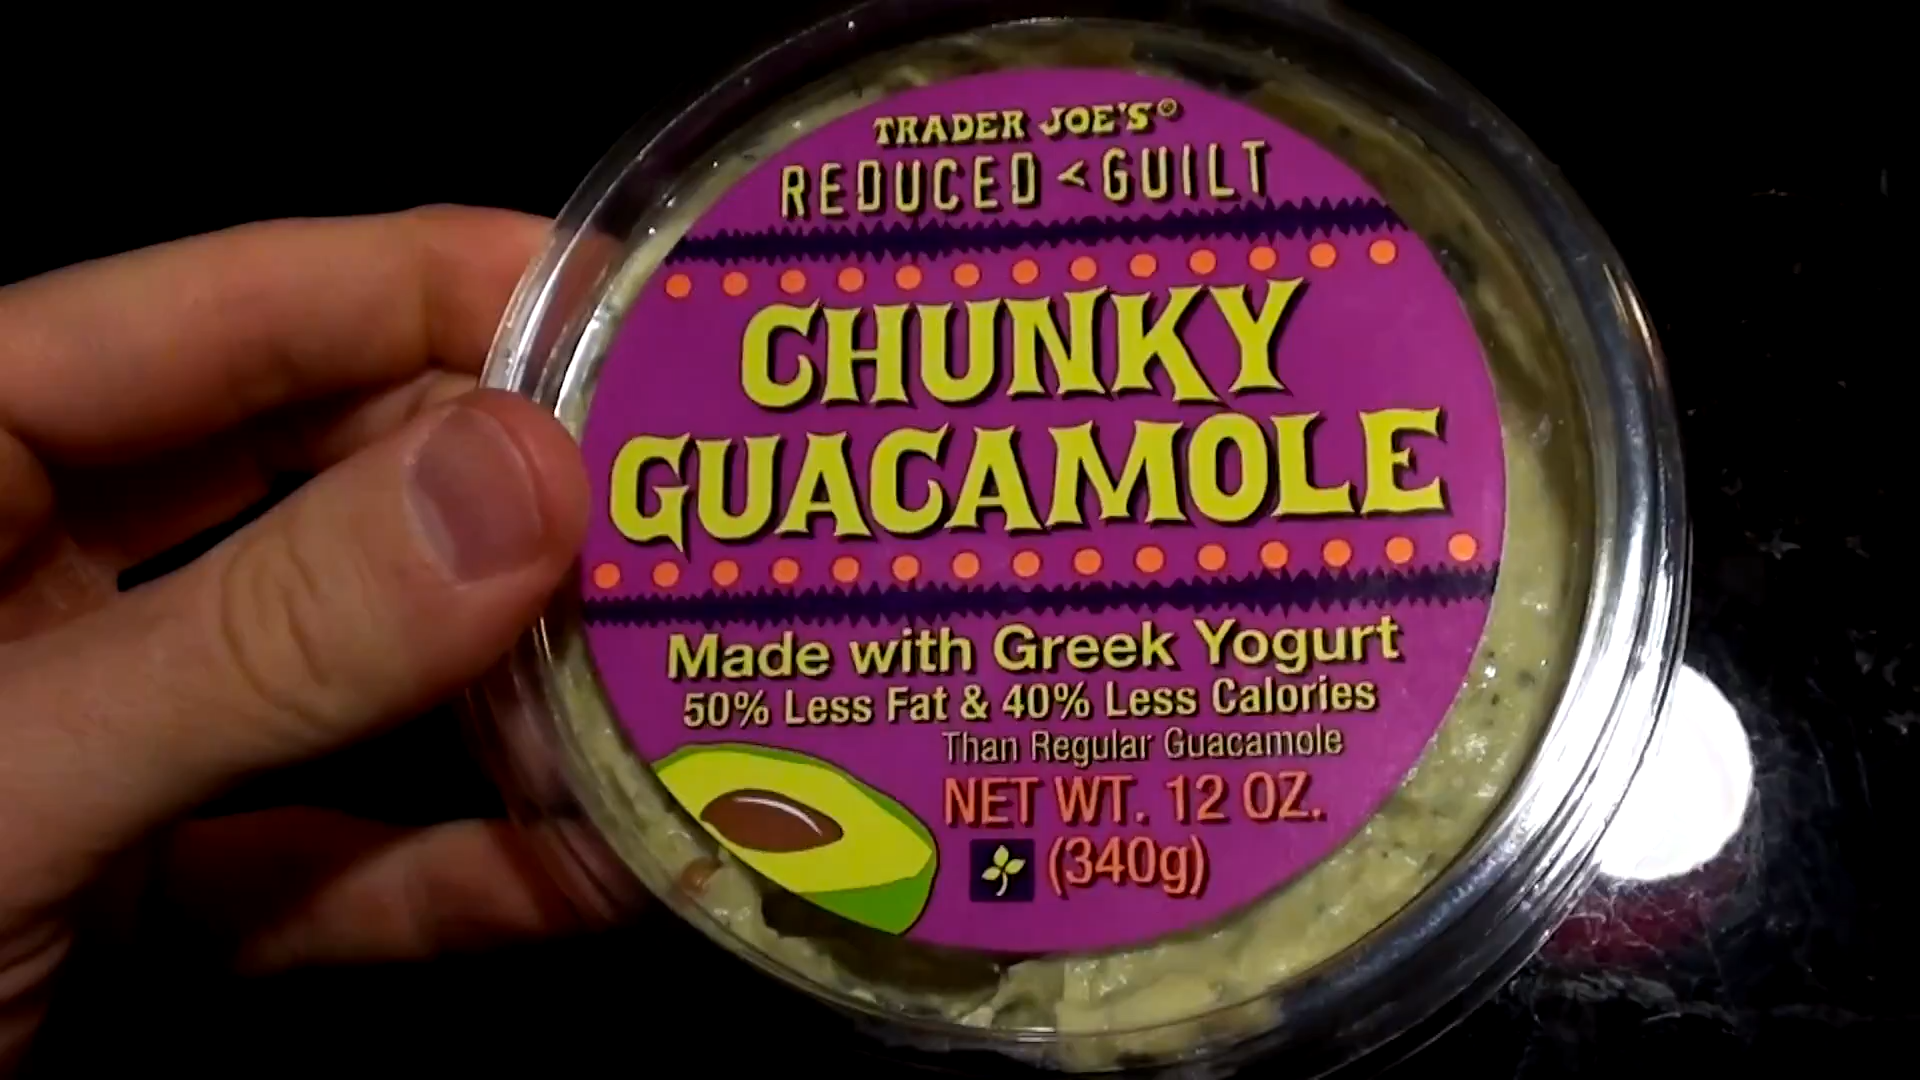 TRADER JOE'S®
REDUCED GUILT
CHUNKY
GUACAMOLE
Made with Greek Yogurt
50% Less Fat & 40% Less Calories
Than Regular Guacamole
NET WT. 12 OZ.
(340g)